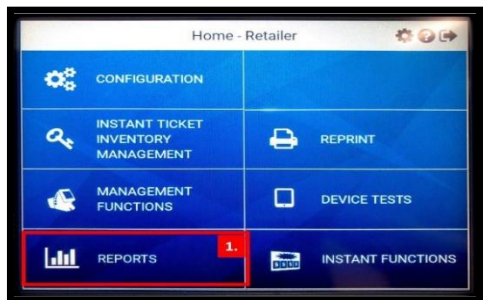 Home - Retailer
CONFIGURATION
INSTANT TICKET
INVENTORY
MANAGEMENT
REPRINT
MANAGEMENT
FUNCTIONS
DEVICE TESTS
1.
REPORTS
INSTANT FUNCTIONS